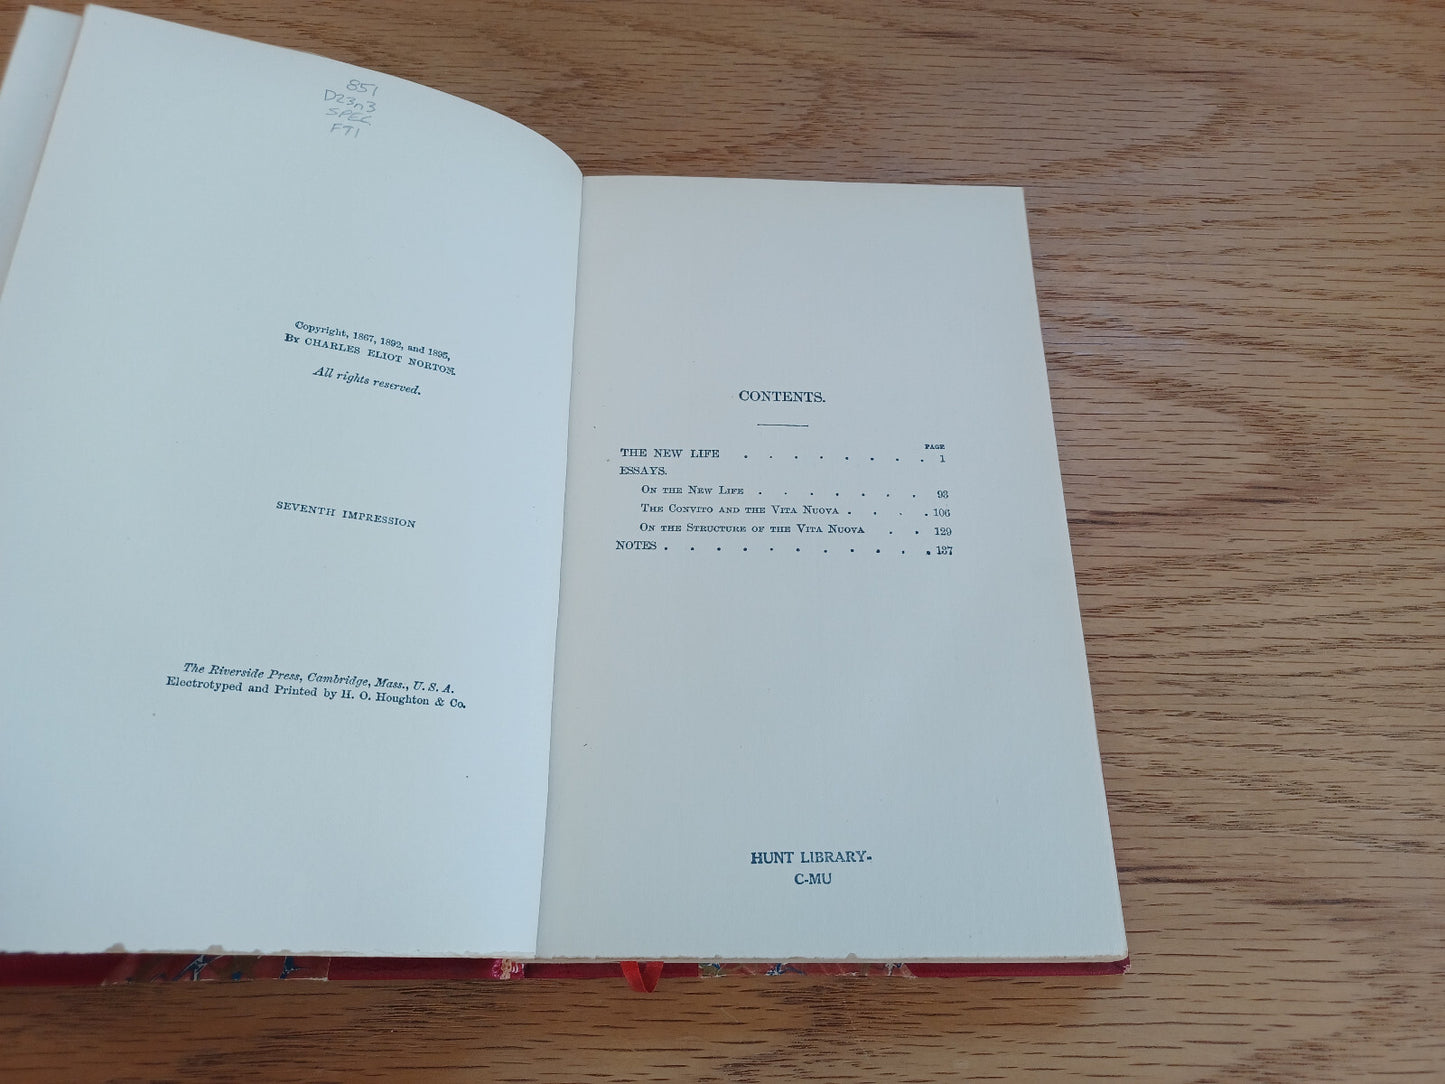 851
D23n3
SPEC.
FT1
Copyright, 1867, 1892, and 1895,
By CHARLES ELIOT NORTON.
All rights reserved.
SEVENTH IMPRESSION
The Riverside Press, Cambridge, Mass., U. S. A.
Electrotyped and Printed by H. O. Houghton & Co.
CONTENTS.
PAGE
THE NEW LIFE . . . . . . . . 1
ESSAYS.
On the New Life . . . . . . . 93
The Convito and the Vita Nuova . . . . 106
On the Structure of the Vita Nuova . . 129
NOTES . . . . . . . . . . . 137
HUNT LIBRARY-
C-MU